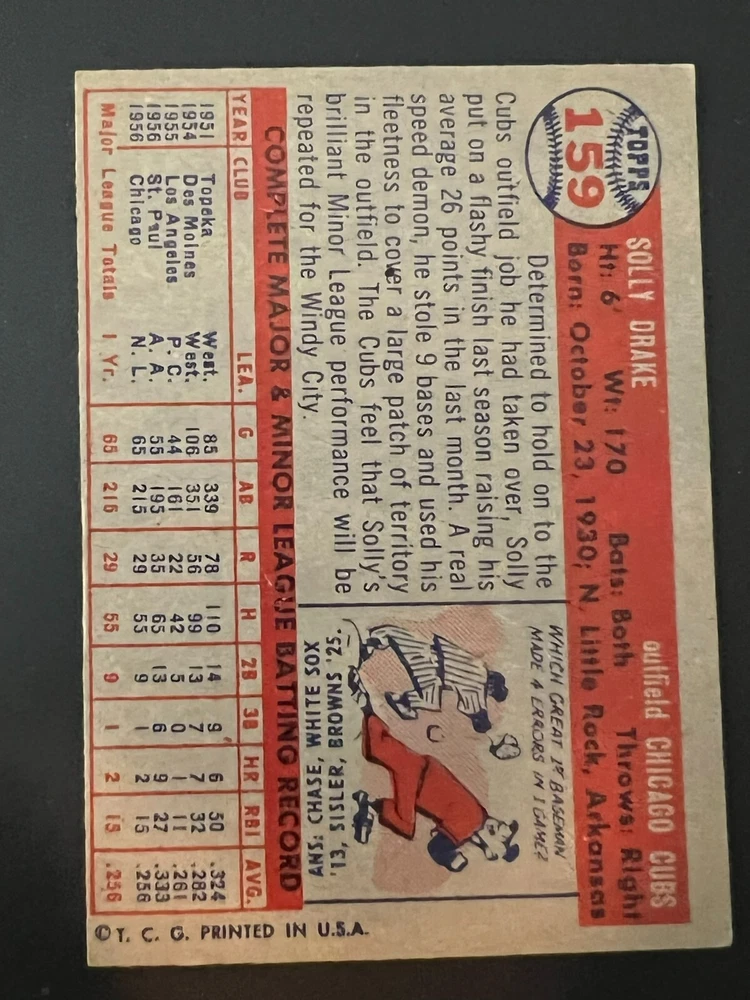 TOPPS
159
SOLLY DRAKE outfield CHICAGO CUBS
Ht: 6' Wt: 170 Bats: Both Throws: Right
Born: October 23, 1930; N. Little Rock, Arkansas
Determined to hold on to the
Cubs outfield job he had taken over, Solly
put on a flashy finish last season raising his
average 26 points in the last month. A real
speed demon, he stole 9 bases and used his
fleetness to cover a large patch of territory
in the outfield. The Cubs feel that Solly's
brilliant Minor League performance will be
repeated for the Windy City.
WHICH GREAT 1ST BASEMAN
MADE 4 ERRORS IN 1 GAME?
ANS: CHASE, WHITE SOX
'13, SISLER, BROWNS '25.
COMPLETE MAJOR & MINOR LEAGUE BATTING RECORD
YEAR CLUB LEA. G AB R H 2B 3B HR RBI AVG.
1951 Topeka West. 85 339 78 110 14 9 6 50 .324
1954 Des Moines West. 106 351 56 99 13 7 7 32 .282
1955 Los Angeles P. C. 44 161 22 42 5 0 1 11 .261
1956 St. Paul A. A. 55 195 35 65 13 6 9 27 .333
1956 Chicago N. L. 65 215 29 55 9 1 2 15 .256
Major League Totals 1 Yr. 65 215 29 55 9 1 2 15 .256
© T. C. G. PRINTED IN U.S.A.